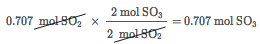 0.707 mol SO₂ × 2 mol SO₃ / 2 mol SO₂ = 0.707 mol SO₃